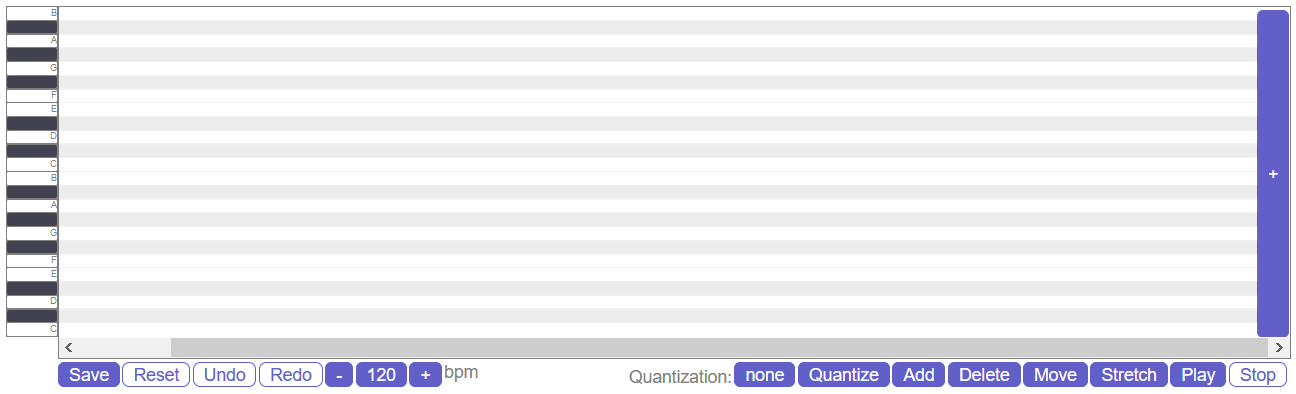 B
A
G
F
E
D
C
B
A
G
F
E
D
C
+
Save Reset Undo Redo - 120 + bpm Quantization: none Quantize Add Delete Move Stretch Play Stop